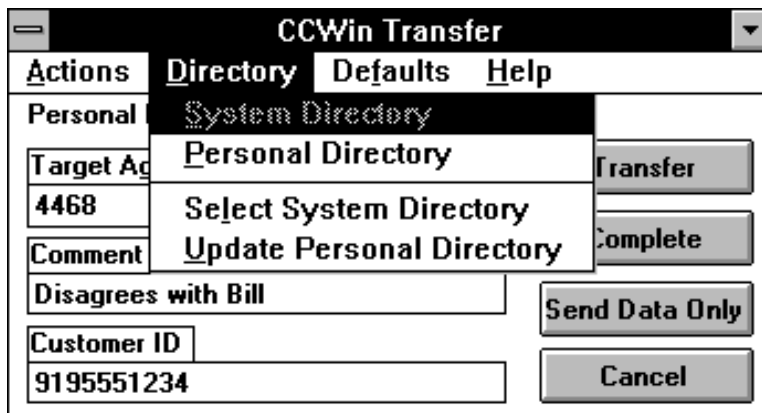 CCWin Transfer
Actions Directory Defaults Help
Personal
System Directory
Personal Directory
Select System Directory
Update Personal Directory
Target Ag
4468
Comment
Disagrees with Bill
Customer ID
9195551234
Transfer
Complete
Send Data Only
Cancel